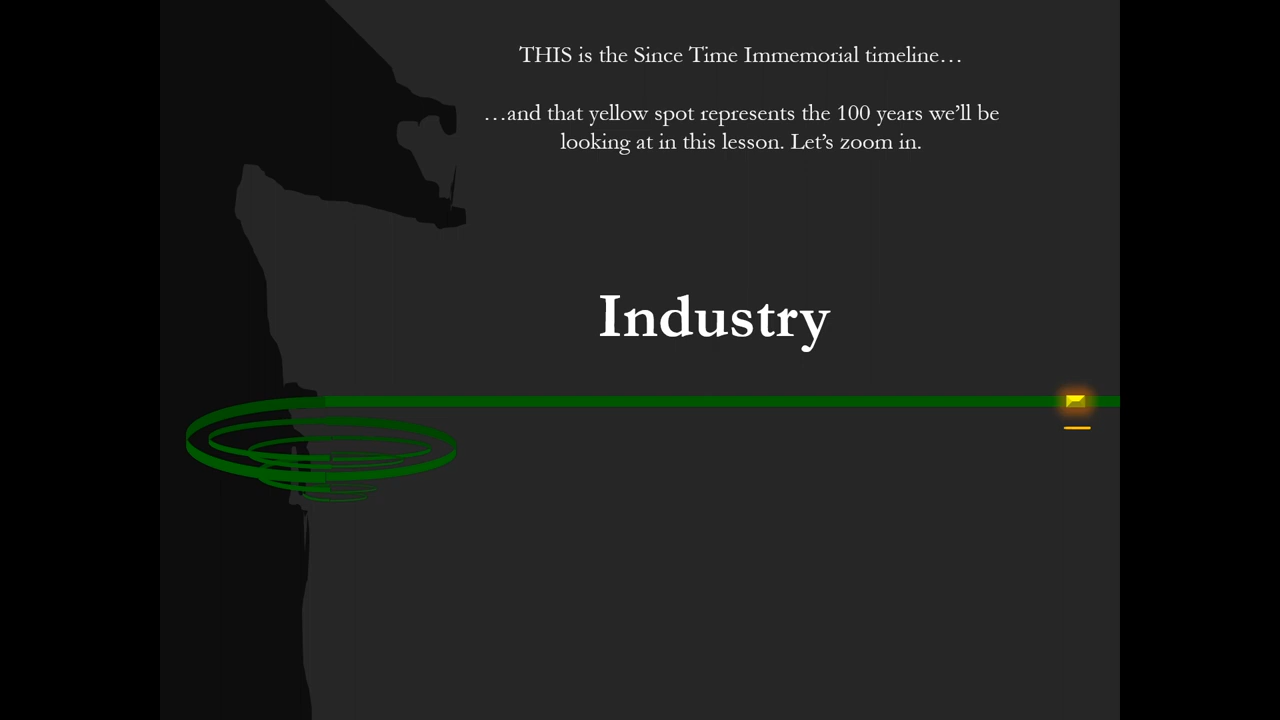 THIS is the Since Time Immemorial timeline…
…and that yellow spot represents the 100 years we’ll be
looking at in this lesson. Let’s zoom in.
Industry